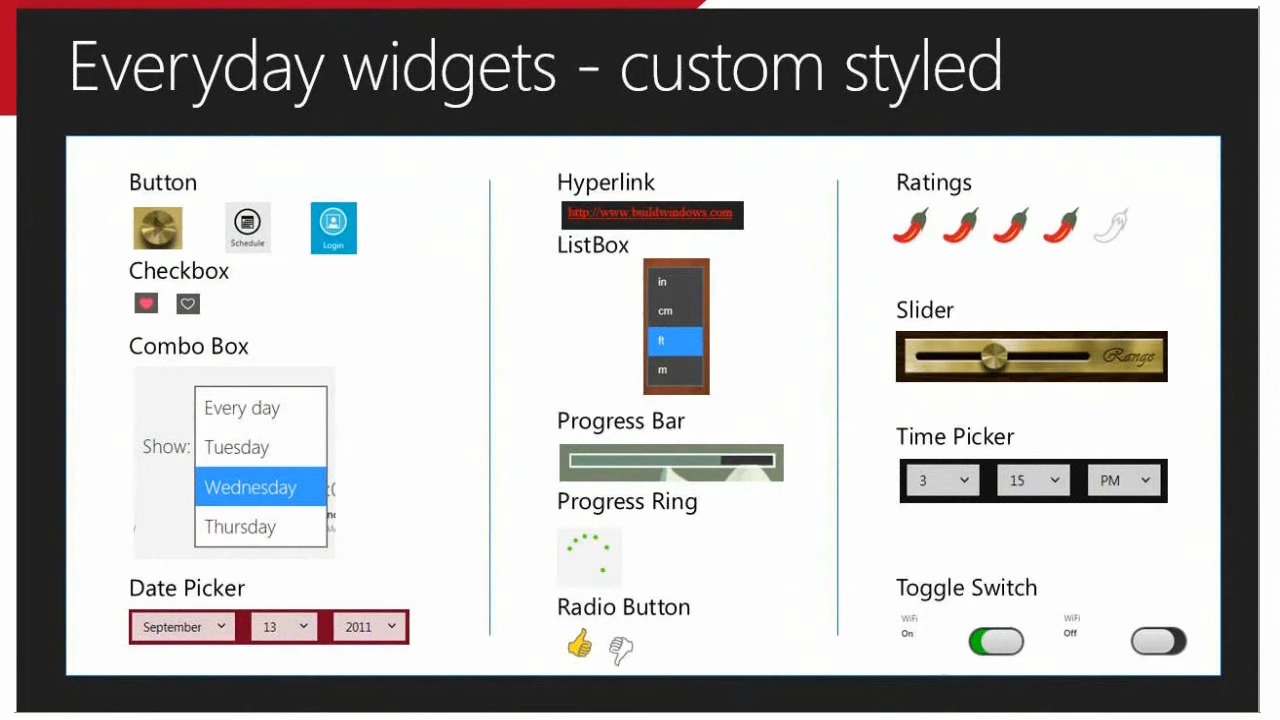 Everyday widgets - custom styled
Button
Schedule
Login
Checkbox
Combo Box
Show:
Every day
Tuesday
Wednesday
Thursday
Date Picker
September 13 2011
Hyperlink
http://www.buildwindows.com
ListBox
in
cm
ft
m
Progress Bar
Progress Ring
Radio Button
Ratings
Slider
Range
Time Picker
3 15 PM
Toggle Switch
WiFi
On
WiFi
Off